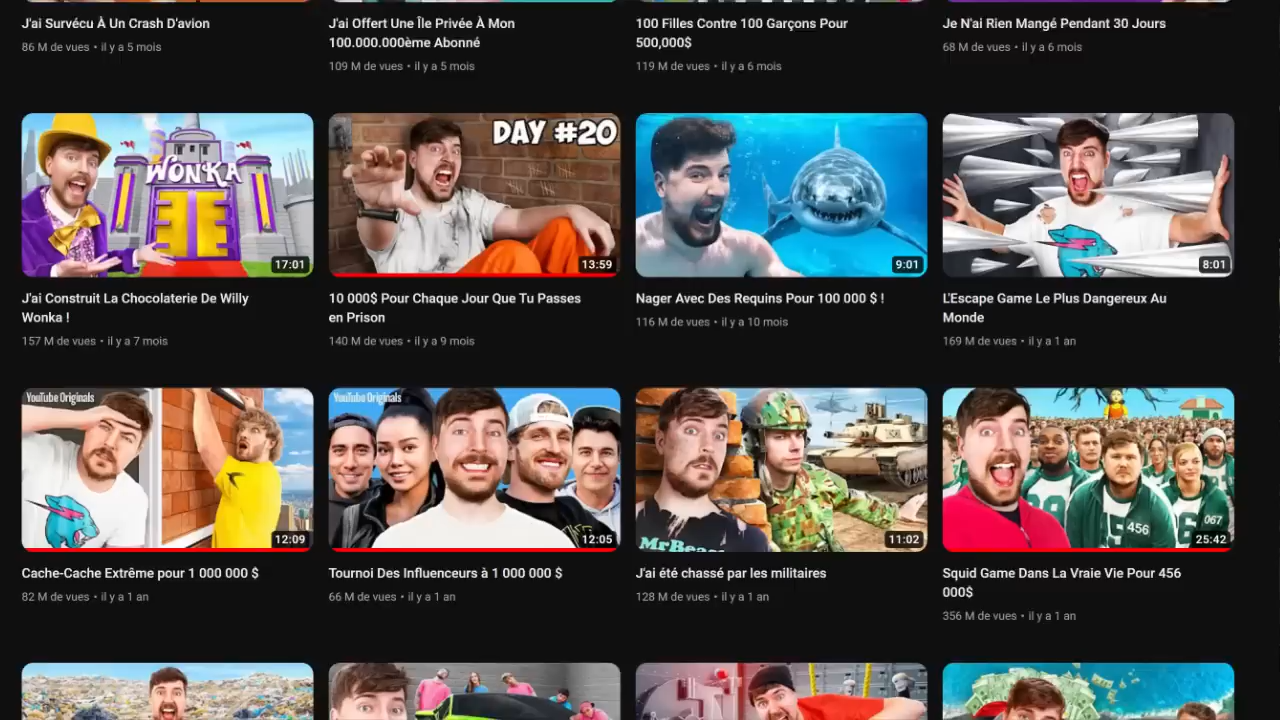 J'ai Survécu À Un Crash D'avion
86 M de vues • il y a 5 mois
J'ai Offert Une Île Privée À Mon
100.000.000ème Abonné
109 M de vues • il y a 5 mois
100 Filles Contre 100 Garçons Pour
500,000$
119 M de vues • il y a 6 mois
Je N'ai Rien Mangé Pendant 30 Jours
68 M de vues • il y a 6 mois
WONKA
17:01
J'ai Construit La Chocolaterie De Willy
Wonka !
157 M de vues • il y a 7 mois
DAY #20
13:59
10 000$ Pour Chaque Jour Que Tu Passes
en Prison
140 M de vues • il y a 9 mois
9:01
Nager Avec Des Requins Pour 100 000 $ !
116 M de vues • il y a 10 mois
8:01
L'Escape Game Le Plus Dangereux Au
Monde
169 M de vues • il y a 1 an
YouTube Originals
12:09
Cache-Cache Extrême pour 1 000 000 $
82 M de vues • il y a 1 an
YouTube Originals
12:05
Tournoi Des Influenceurs à 1 000 000 $
66 M de vues • il y a 1 an
11:02
J'ai été chassé par les militaires
128 M de vues • il y a 1 an
456
067
25:42
Squid Game Dans La Vraie Vie Pour 456
000$
356 M de vues • il y a 1 an